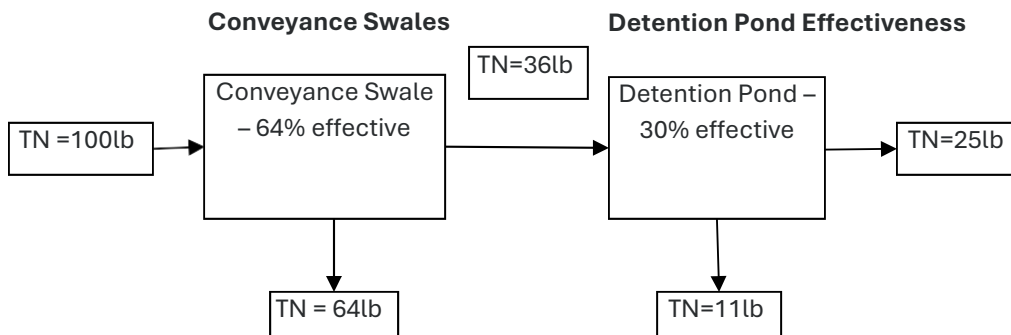 Conveyance Swales
Detention Pond Effectiveness
TN=36lb
Conveyance Swale
– 64% effective
Detention Pond –
30% effective
TN =100lb
TN=25lb
TN = 64lb
TN=11lb